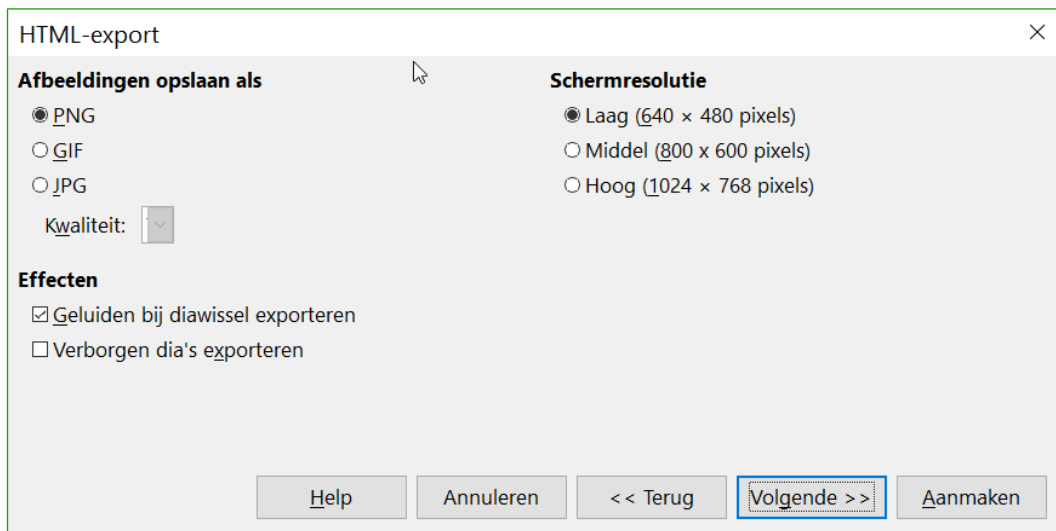 HTML-export
Afbeeldingen opslaan als
PNG
GIF
JPG
Kwaliteit:
Effecten
Geluiden bij diawissel exporteren
Verborgen dia's exporteren
Schermresolutie
Laag (640 × 480 pixels)
Middel (800 x 600 pixels)
Hoog (1024 × 768 pixels)
Help
Annuleren
<< Terug
Volgende >>
Aanmaken